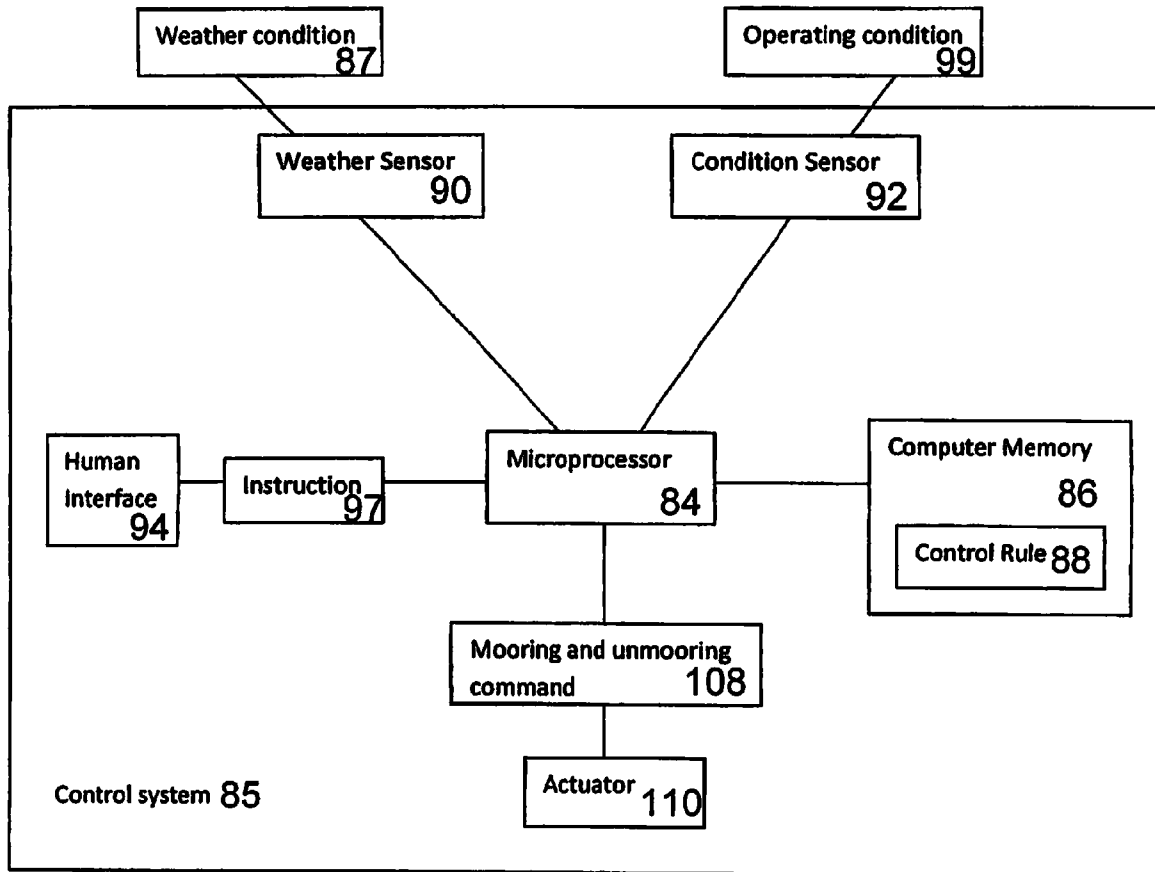 Weather condition
87
Operating condition
99
Weather Sensor
90
Condition Sensor
92
Human
Interface
94
Instruction
97
Microprocessor
84
Computer Memory
86
Control Rule 88
Mooring and unmooring
command 108
Actuator
110
Control system 85